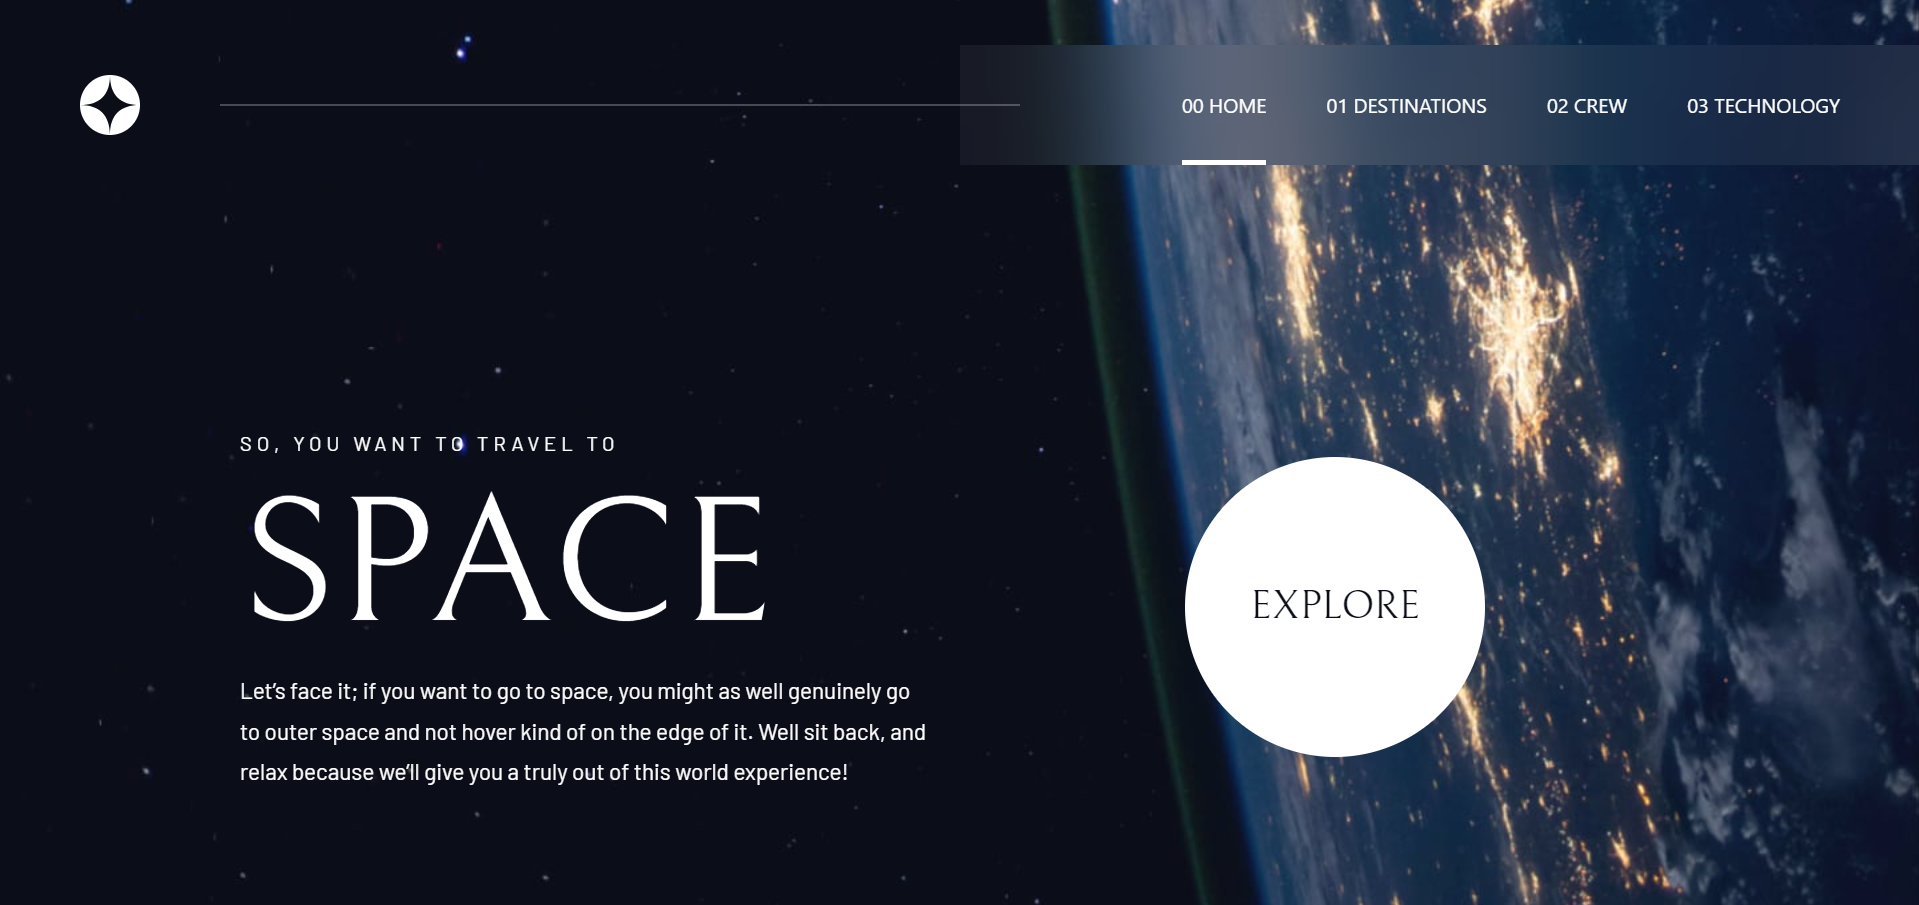 00 HOME 01 DESTINATIONS 02 CREW 03 TECHNOLOGY
SO, YOU WANT TO TRAVEL TO
SPACE
Let’s face it; if you want to go to space, you might as well genuinely go
to outer space and not hover kind of on the edge of it. Well sit back, and
relax because we’ll give you a truly out of this world experience!
EXPLORE